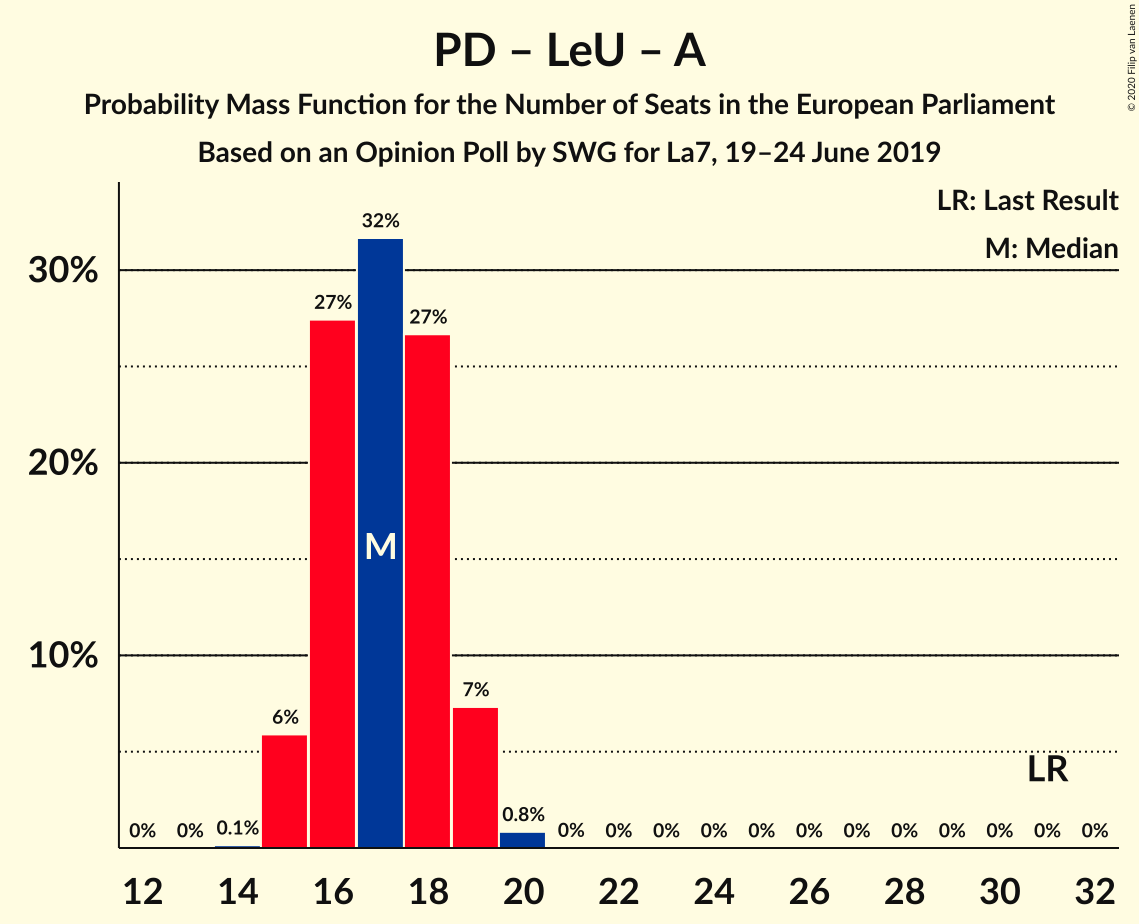 PD – LeU – A
Probability Mass Function for the Number of Seats in the European Parliament
Based on an Opinion Poll by SWG for La7, 19–24 June 2019
© 2020 Filip van Laenen
LR: Last Result
M: Median
30%
20%
10%
0% 0% 0.1% 6% 27% 32% 27% 7% 0.8% 0% 0% 0% 0% 0% 0% 0% 0% 0% 0% 0% 0%
M
LR
12 14 16 18 20 22 24 26 28 30 32